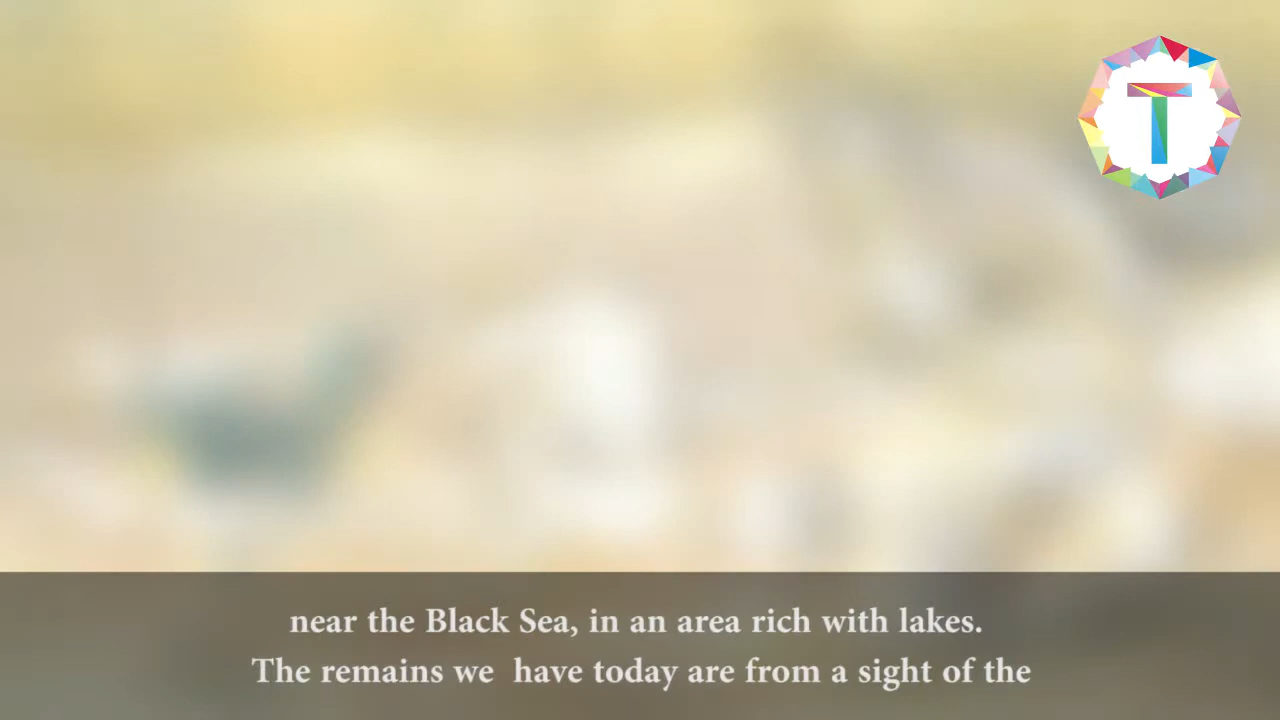 T
near the Black Sea, in an area rich with lakes.
The remains we  have today are from a sight of the